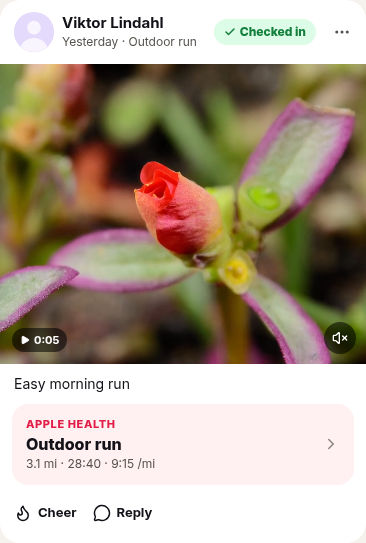 Viktor Lindahl
Yesterday · Outdoor run
Checked in
0:05
Easy morning run
APPLE HEALTH
Outdoor run
3.1 mi · 28:40 · 9:15 /mi
Cheer
Reply